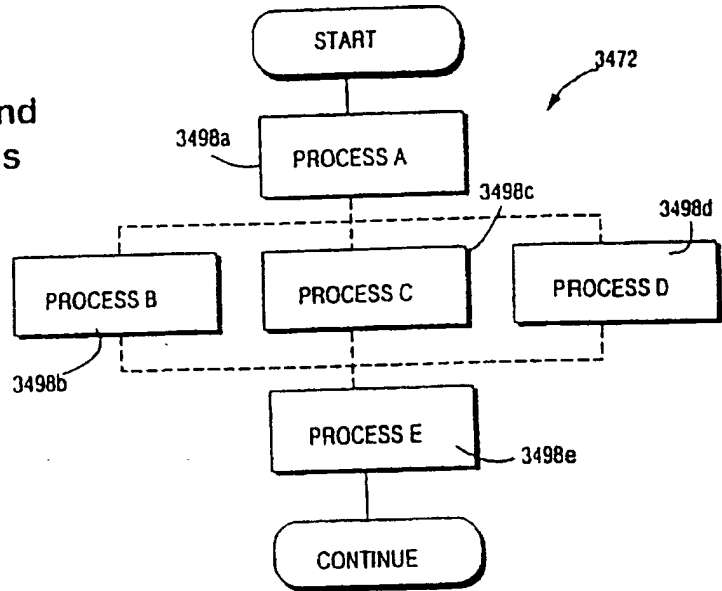 START
3472
nd
s
3498a
PROCESS A
3498c
3498d
PROCESS B
PROCESS C
PROCESS D
3498b
PROCESS E
3498e
CONTINUE